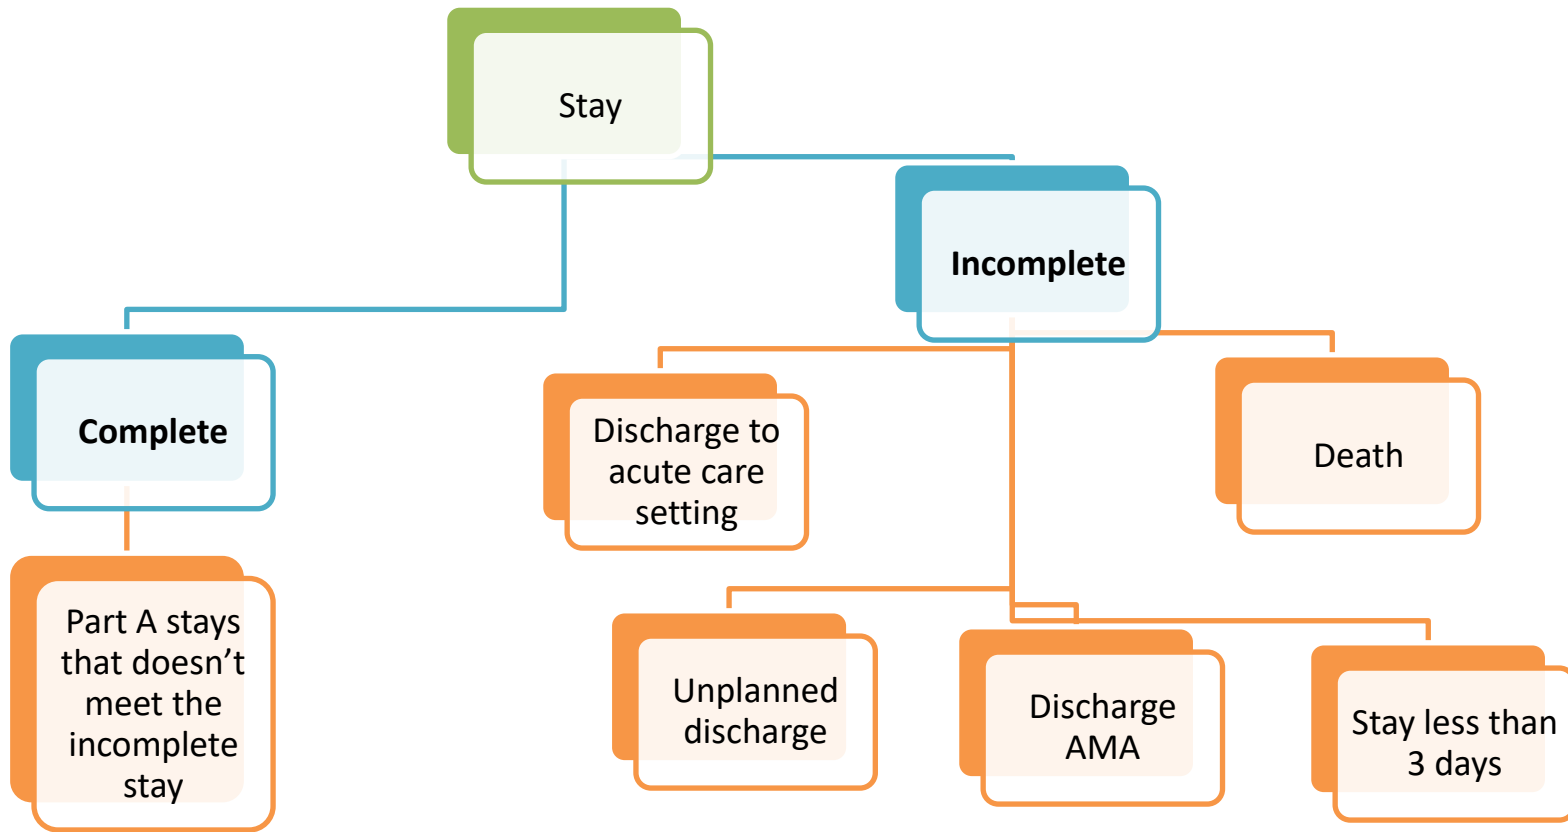 Stay
Incomplete
Complete
Discharge to
acute care
setting
Death
Part A stays
that doesn’t
meet the
incomplete
stay
Unplanned
discharge
Discharge
AMA
Stay less than
3 days